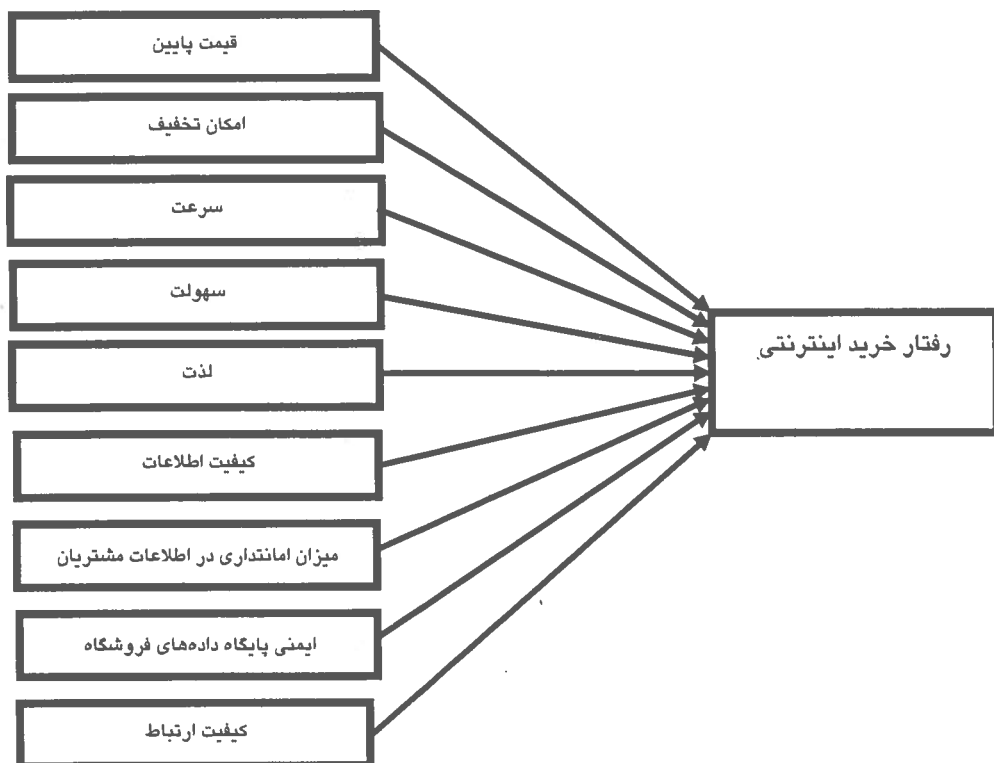 قیمت پایین
امکان تخفیف
سرعت
سهولت
لذت
کیفیت اطلاعات
میزان امانتداری در اطلاعات مشتریان
ایمنی پایگاه داده‌های فروشگاه
کیفیت ارتباط
رفتار خرید اینترنتی